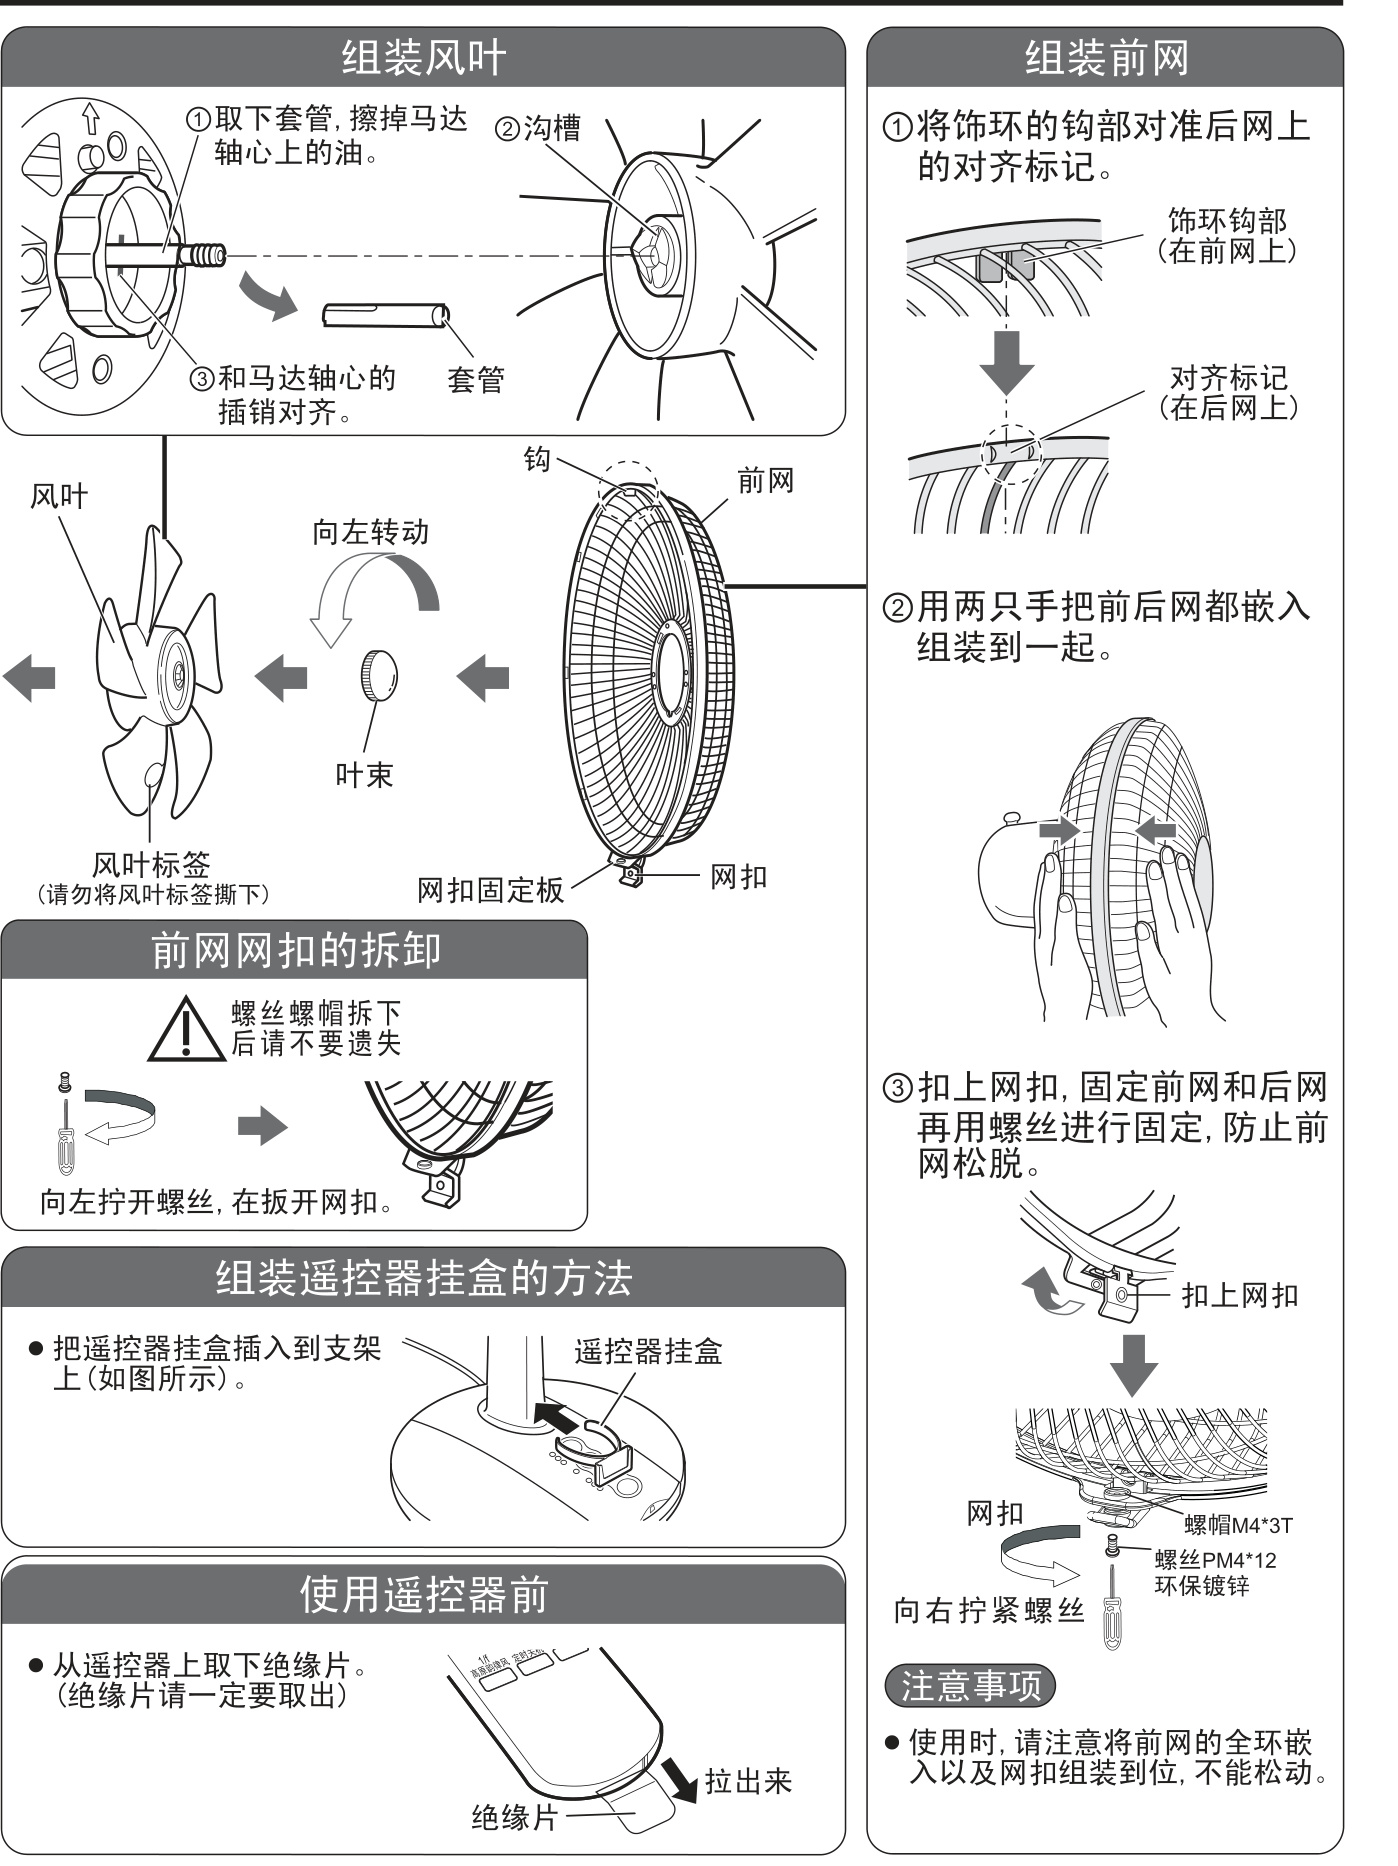 组装风叶
①取下套管,擦掉马达
轴心上的油。
②沟槽
③和马达轴心的
插销对齐。
套管
风叶
向左转动
钩
前网
叶束
风叶标签
(请勿将风叶标签撕下)
网扣固定板
网扣
前网网扣的拆卸
螺丝螺帽拆下
后请不要遗失
向左拧开螺丝,在扳开网扣。
组装遥控器挂盒的方法
●把遥控器挂盒插入到支架
上(如图所示)。
遥控器挂盒
使用遥控器前
●从遥控器上取下绝缘片。
(绝缘片请一定要取出)
1/f
高原韵律风
定时关机
拉出来
绝缘片
组装前网
①将饰环的钩部对准后网上
的对齐标记。
饰环钩部
(在前网上)
对齐标记
(在后网上)
②用两只手把前后网都嵌入
组装到一起。
③扣上网扣,固定前网和后网
再用螺丝进行固定,防止前
网松脱。
扣上网扣
网扣
螺帽M4*3T
螺丝PM4*12
环保镀锌
向右拧紧螺丝
注意事项
●使用时,请注意将前网的全环嵌
入以及网扣组装到位,不能松动。